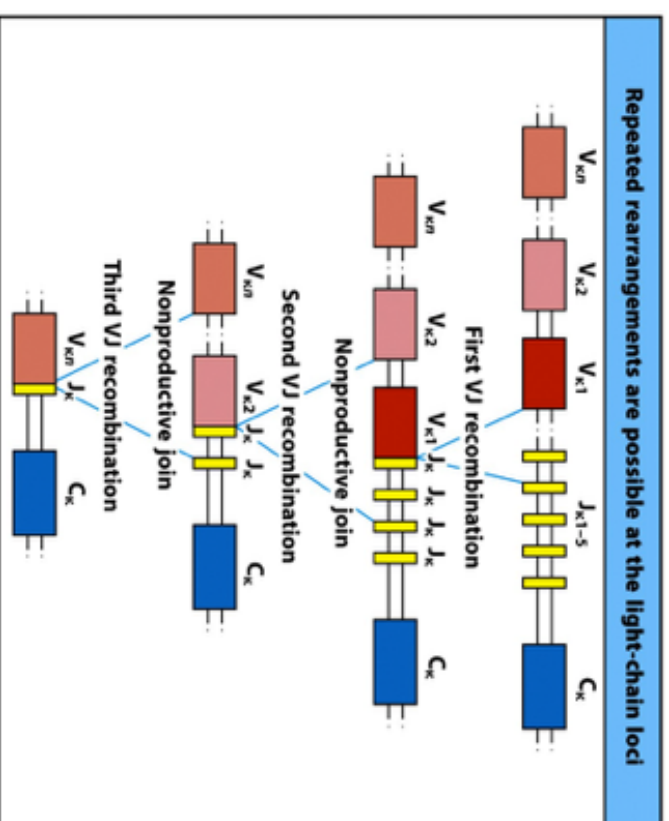 Repeated rearrangements are possible at the light-chain loci
Vκn Vκ2 Vκ1 Jκ1–5 Cκ
First VJ recombination
Vκn Vκ2 Vκ1 Jκ Jκ Jκ Jκ Cκ
Nonproductive join
Second VJ recombination
Vκn Vκ2 Jκ Jκ Cκ
Nonproductive join
Third VJ recombination
Vκn Jκ Cκ